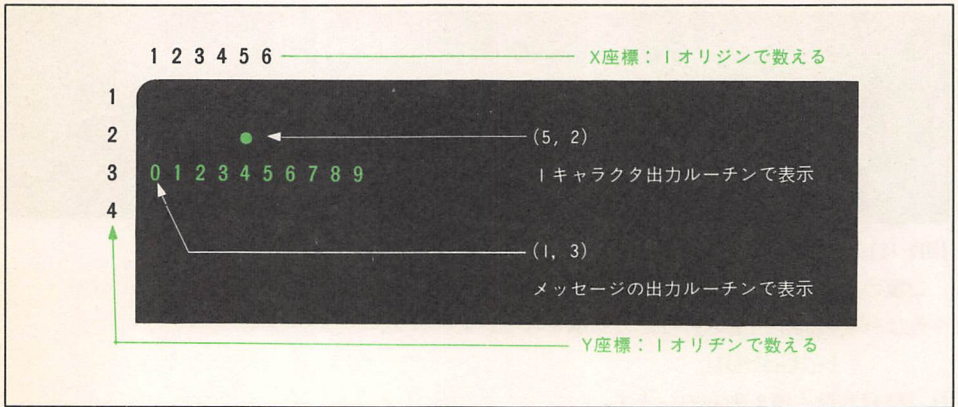 1 2 3 4 5 6 X座標：1オリジンで数える
1
2 (5, 2)
3 0 1 2 3 4 5 6 7 8 9 1キャラクタ出力ルーチンで表示
4
(1, 3)
メッセージの出力ルーチンで表示
Y座標：1オリヂンで数える